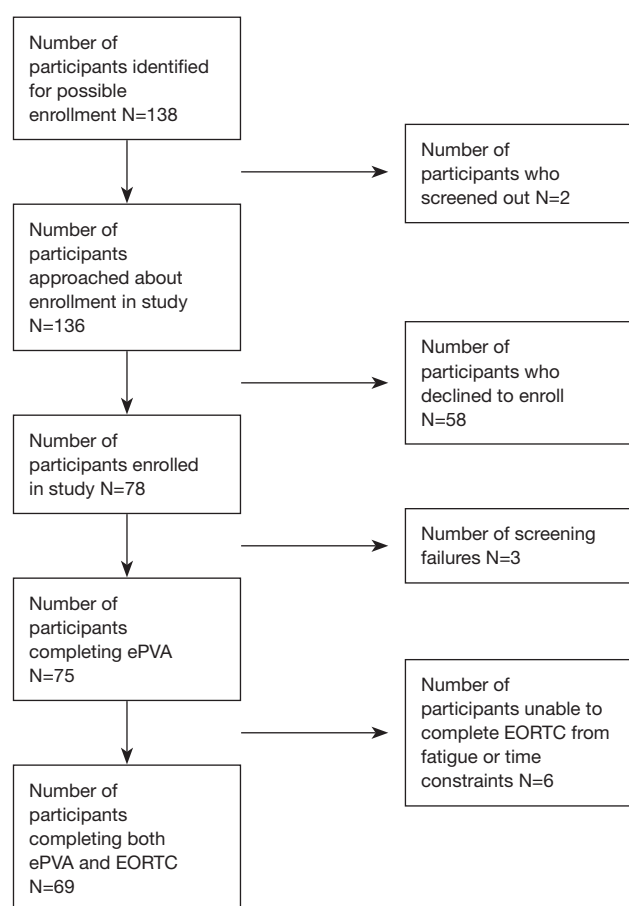 Number of
participants identified
for possible
enrollment N=138
Number of
participants who
screened out N=2
Number of
participants
approached about
enrollment in study
N=136
Number of
participants who
declined to enroll
N=58
Number of
participants enrolled
in study N=78
Number of screening
failures N=3
Number of
participants
completing ePVA
N=75
Number of
participants unable to
complete EORTC from
fatigue or time
constraints N=6
Number of
participants
completing both
ePVA and EORTC
N=69